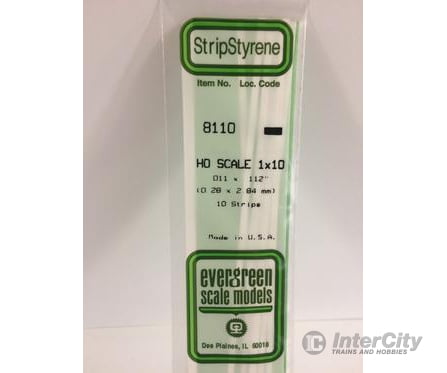 StripStyrene
Item No. Loc. Code
8110
HO SCALE 1x10
.011 x .112"
(0.28 x 2.84 mm)
10 Strips
Made in U.S.A.
evergreen
scale models
Des Plaines, IL 60018
InterCity
TRAINS AND HOBBIES